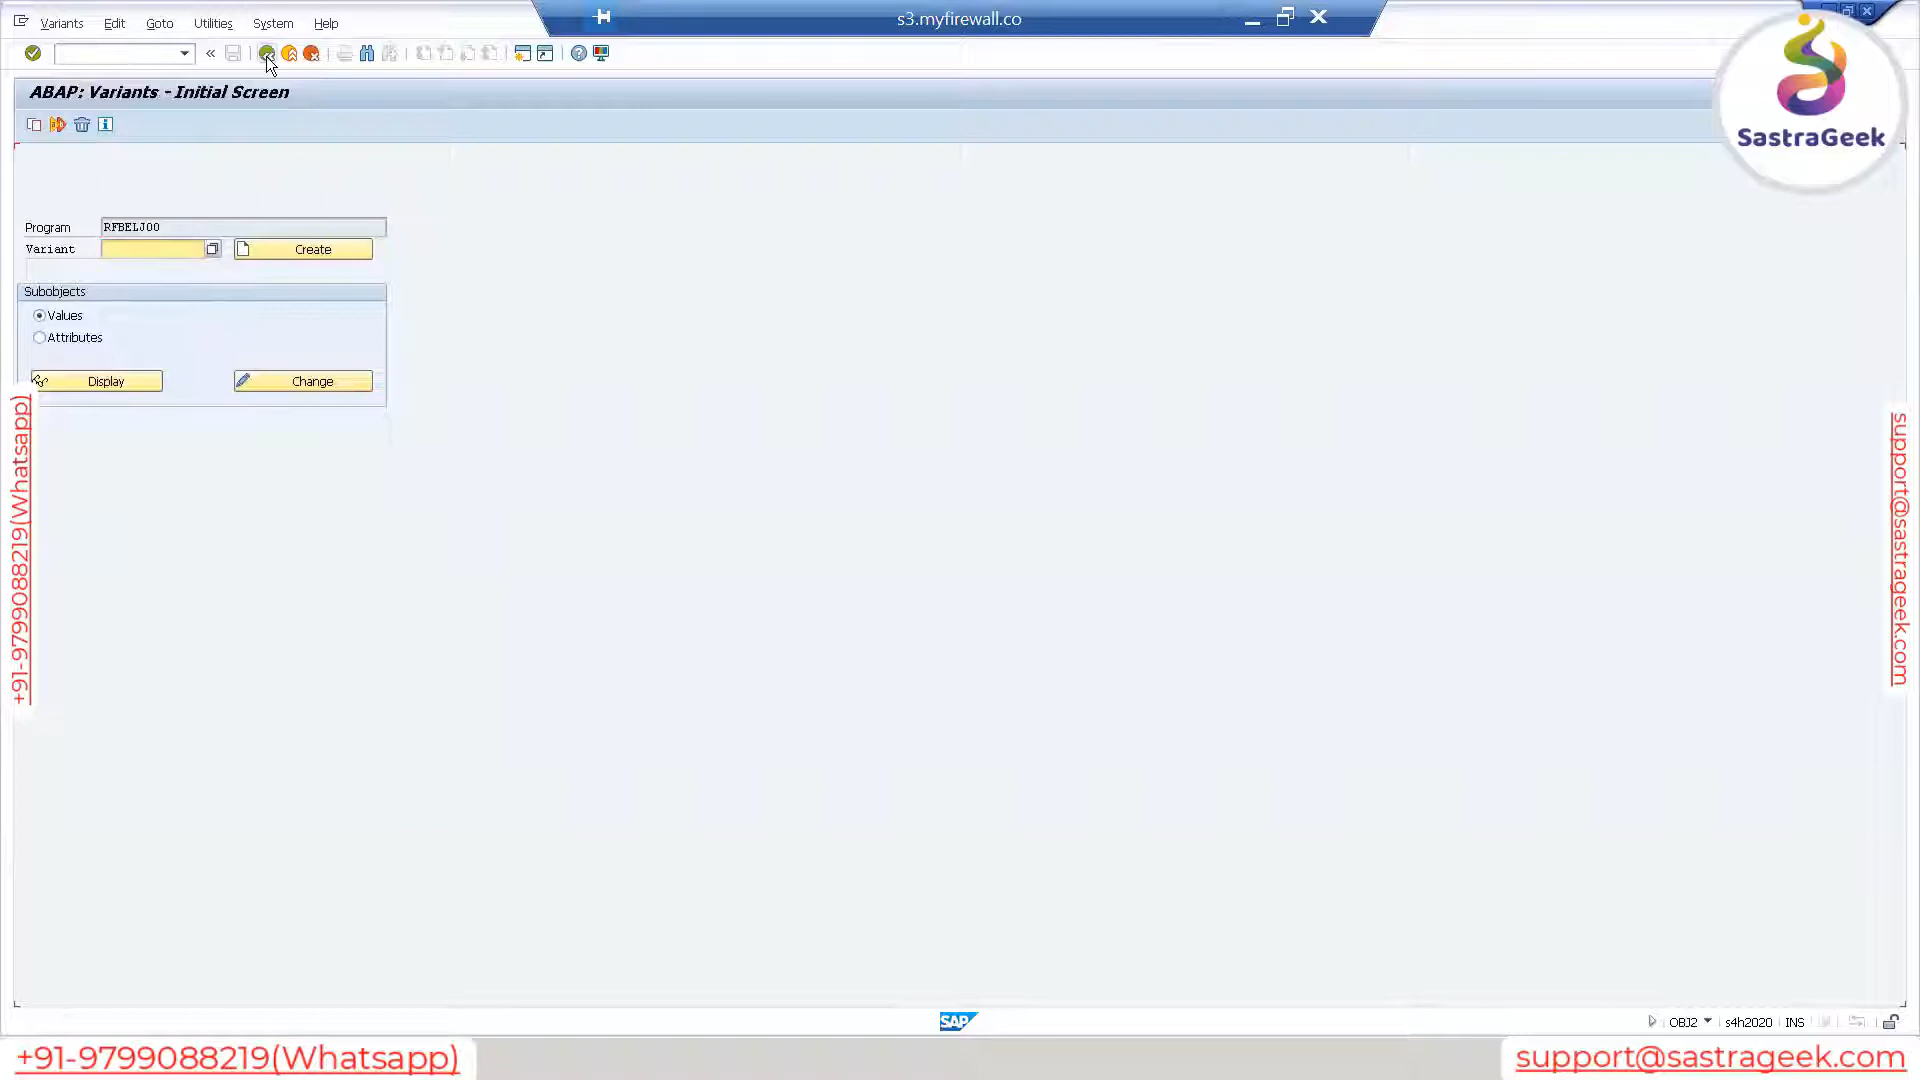 Variants Edit Goto Utilities System Help
s3.myfirewall.co
ABAP: Variants - Initial Screen
SastraGeek
Program RFBELJ00
Variant Create
Subobjects
Values
Attributes
Display Change
+91-9799088219(Whatsapp)
support@sastrageek.com
SAP
OBJ2 s4h2020 INS
+91-9799088219(Whatsapp)
support@sastrageek.com